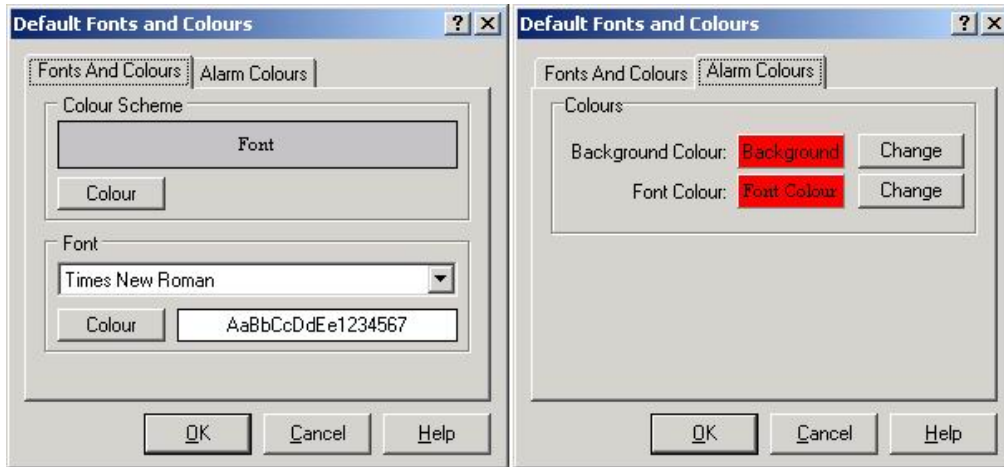 Default Fonts and Colours
Fonts And Colours
Alarm Colours
Colour Scheme
Font
Colour
Font
Times New Roman
Colour
AaBbCcDdEe1234567
OK
Cancel
Help
Default Fonts and Colours
Fonts And Colours
Alarm Colours
Colours
Background Colour: Background Change
Font Colour: Font Colour Change
OK
Cancel
Help